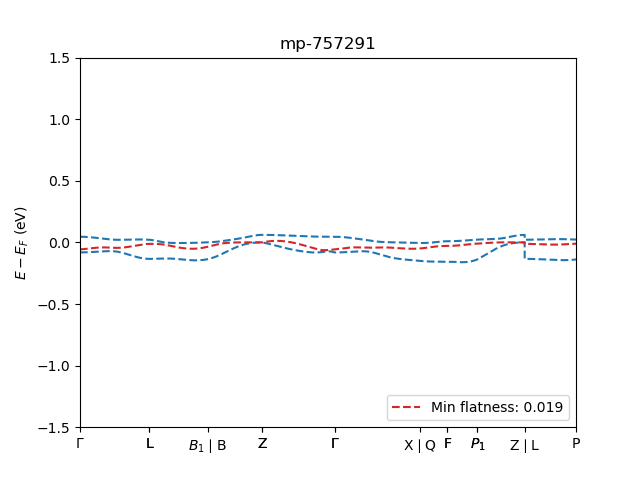 mp-757291
1.5
1.0
0.5
0.0
−0.5
−1.0
−1.5
E − E_F (eV)
Min flatness: 0.019
Γ L B₁ | B Z Γ X | Q F P₁ Z | L P